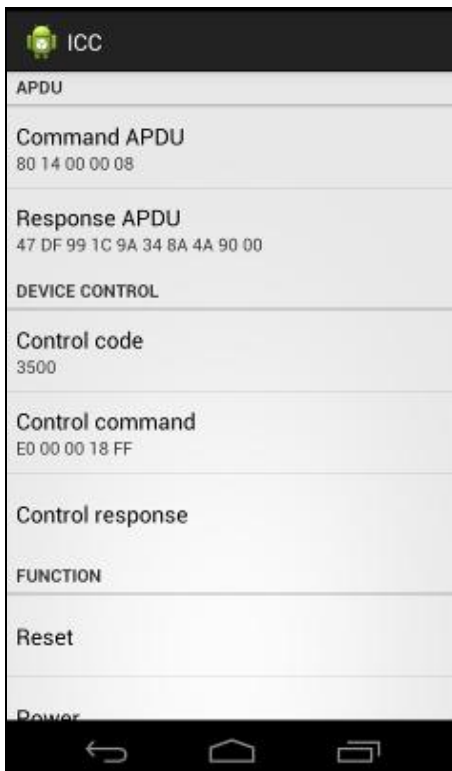 ICC
APDU
Command APDU
80 14 00 00 08
Response APDU
47 DF 99 1C 9A 34 8A 4A 90 00
DEVICE CONTROL
Control code
3500
Control command
E0 00 00 18 FF
Control response
FUNCTION
Reset
Power